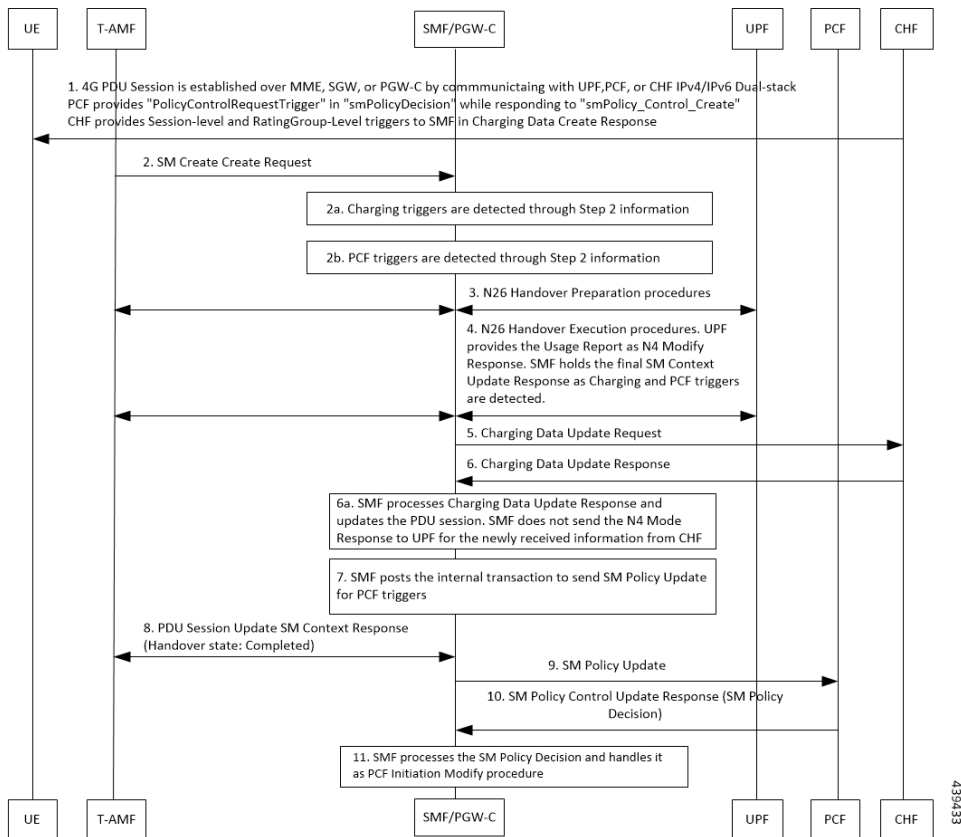 UE T-AMF SMF/PGW-C UPF PCF CHF
1. 4G PDU Session is established over MME, SGW, or PGW-C by commmunictaing with UPF,PCF, or CHF IPv4/IPv6 Dual-stack
PCF provides "PolicyControlRequestTrigger" in "smPolicyDecision" while responding to "smPolicy_Control_Create"
CHF provides Session-level and RatingGroup-Level triggers to SMF in Charging Data Create Response
2. SM Create Create Request
2a. Charging triggers are detected through Step 2 information
2b. PCF triggers are detected through Step 2 information
3. N26 Handover Preparation procedures
4. N26 Handover Execution procedures. UPF
provides the Usage Report as N4 Modify
Response. SMF holds the final SM Context
Update Response as Charging and PCF triggers
are detected.
5. Charging Data Update Request
6. Charging Data Update Response
6a. SMF processes Charging Data Update Response and
updates the PDU session. SMF does not send the N4 Mode
Response to UPF for the newly received information from CHF
7. SMF posts the internal transaction to send SM Policy Update
for PCF triggers
8. PDU Session Update SM Context Response
(Handover state: Completed)
9. SM Policy Update
10. SM Policy Control Update Response (SM Policy
Decision)
11. SMF processes the SM Policy Decision and handles it
as PCF Initiation Modify procedure
UE T-AMF SMF/PGW-C UPF PCF CHF
439433